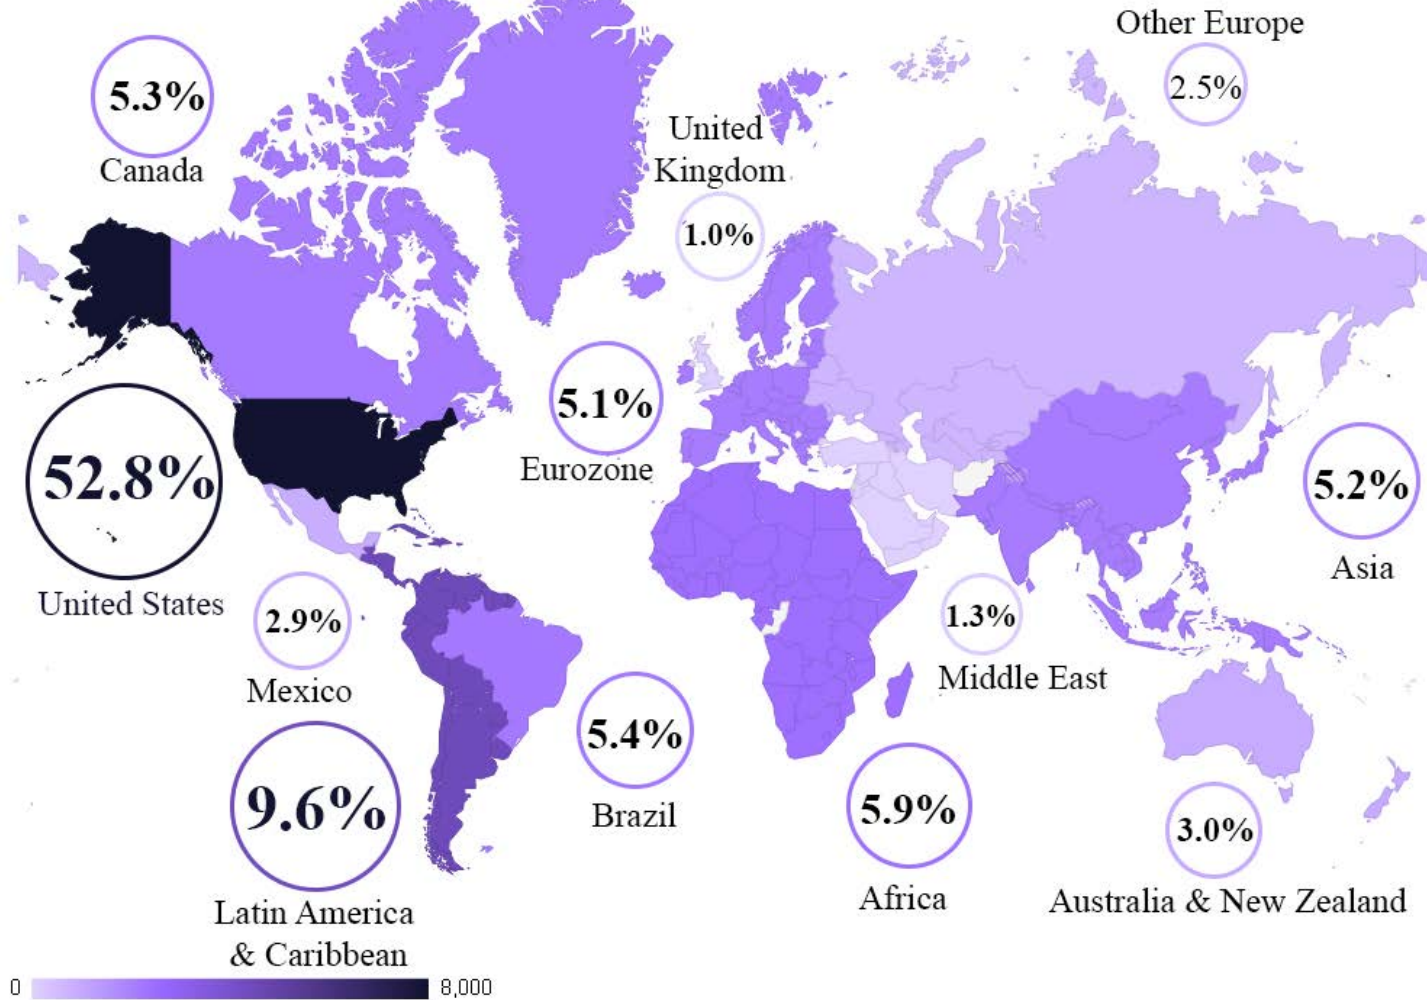 Other Europe
2.5%
5.3%
Canada
United
Kingdom
1.0%
52.8%
United States
5.1%
Eurozone
5.2%
Asia
2.9%
Mexico
1.3%
Middle East
9.6%
Latin America
& Caribbean
5.4%
Brazil
5.9%
Africa
3.0%
Australia & New Zealand
0
8,000